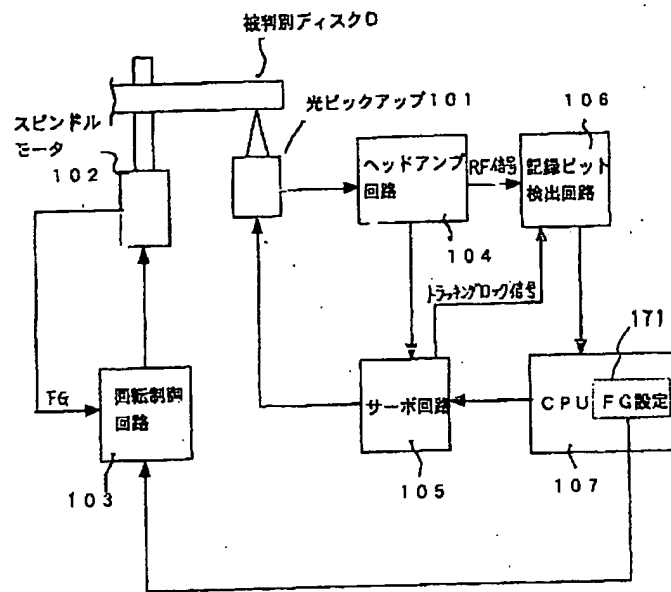 被判別ディスクD
光ピックアップ101
スピンドル
モータ
102
ヘッドアンプ
回路
104
RF信号
106
記録ピット
検出回路
トラッキングロック信号
171
FG
回転制御
回路
103
サーボ回路
105
CPU
FG設定
107